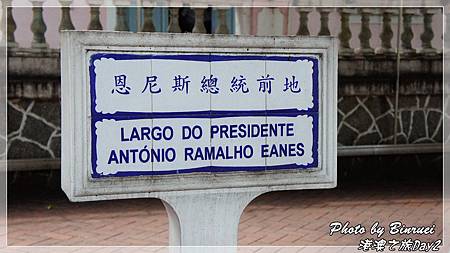 恩尼斯總統前地
LARGO DO PRESIDENTE
ANTÓNIO RAMALHO EANES
Photo by Binruei
港澳之旅Day2